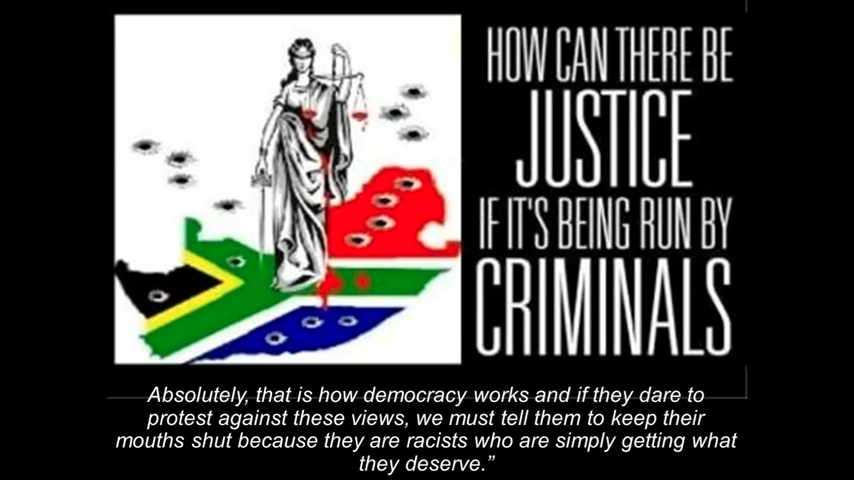 HOW CAN THERE BE
JUSTICE
IF IT'S BEING RUN BY
CRIMINALS
Absolutely, that is how democracy works and if they dare to
protest against these views, we must tell them to keep their
mouths shut because they are racists who are simply getting what
they deserve.”